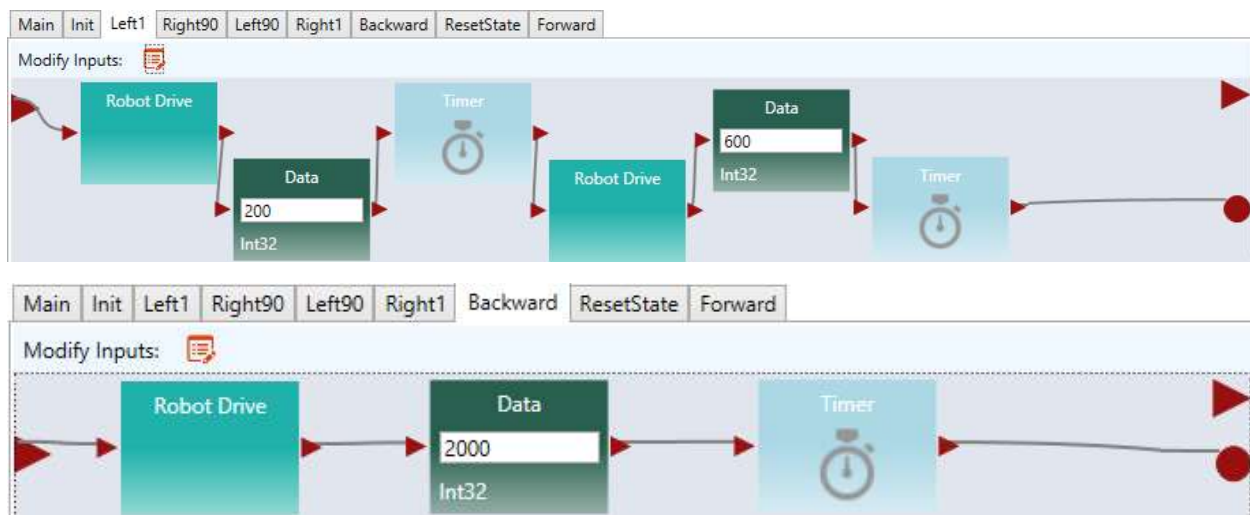 Main Init Left1 Right90 Left90 Right1 Backward ResetState Forward
Modify Inputs:
Robot Drive
Data
200
Int32
Timer
Robot Drive
Data
600
Int32
Timer
Main Init Left1 Right90 Left90 Right1 Backward ResetState Forward
Modify Inputs:
Robot Drive
Data
2000
Int32
Timer